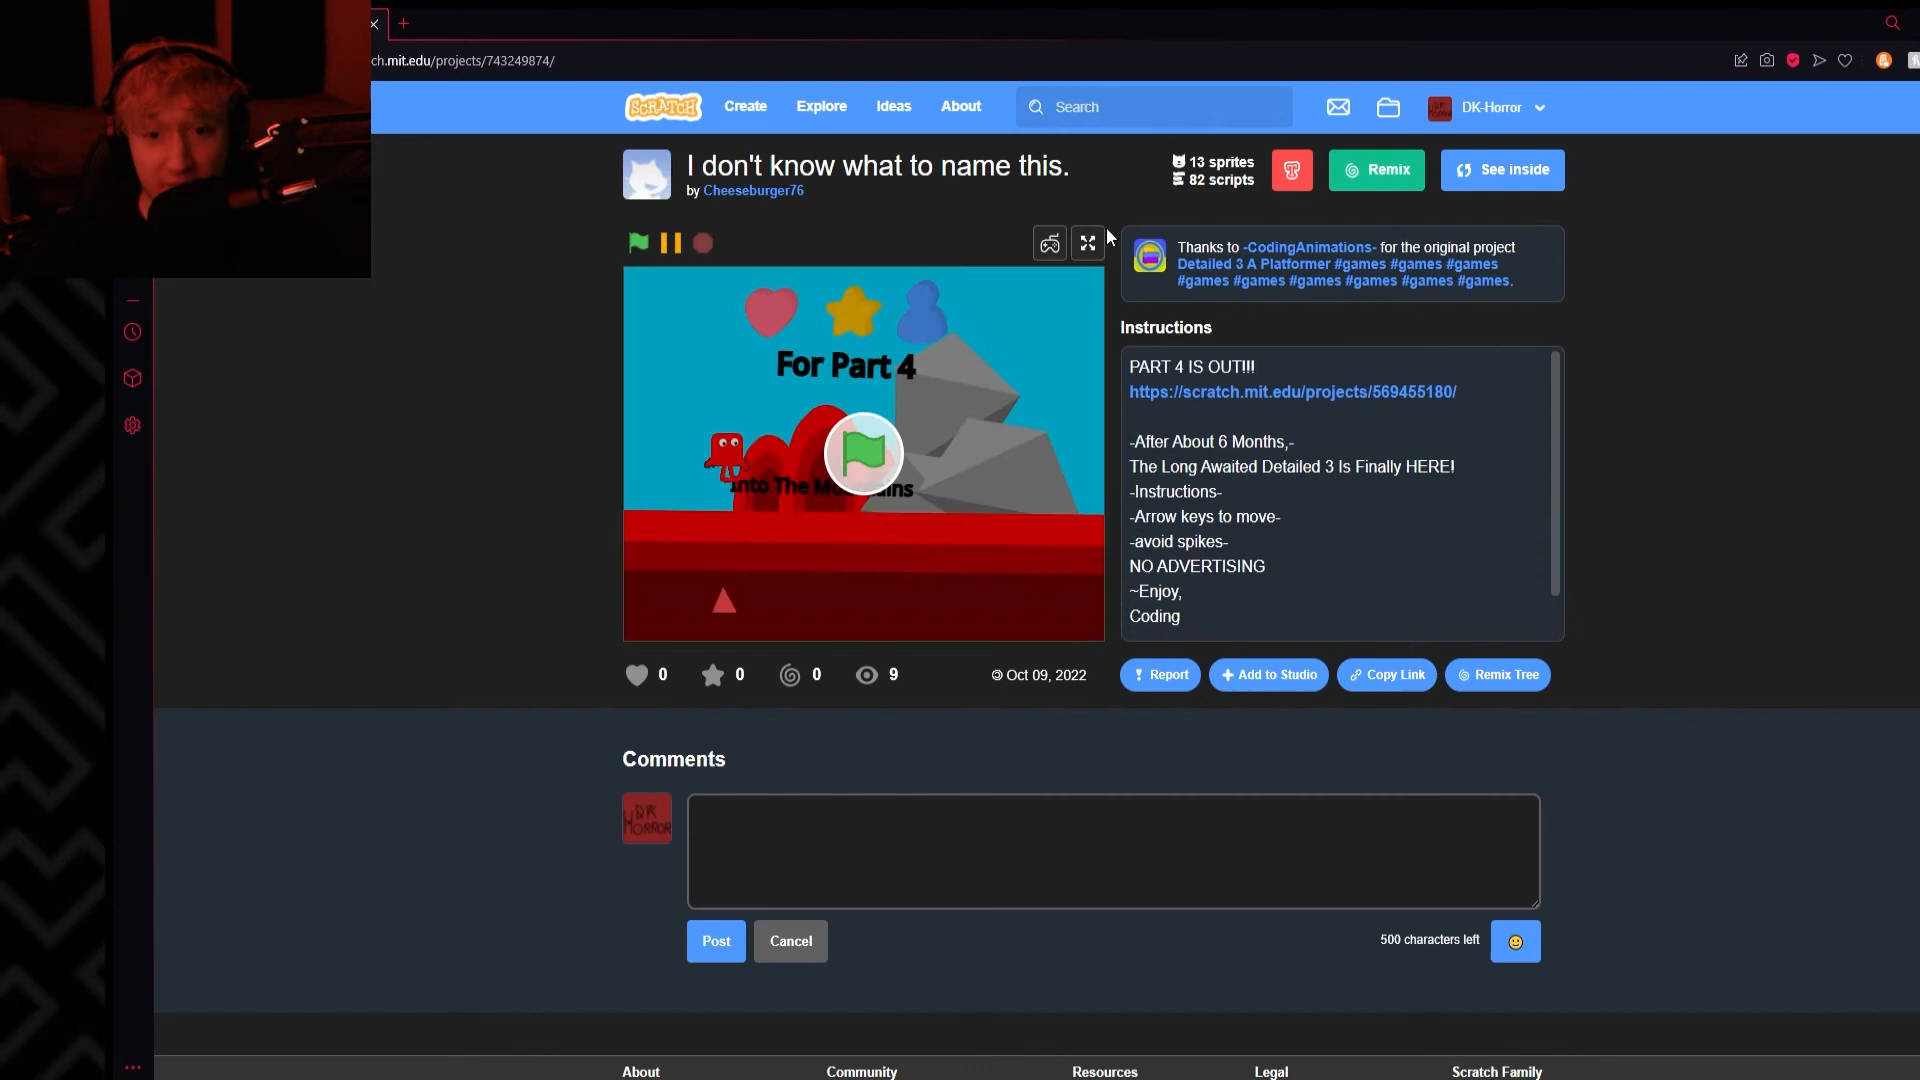 ch.mit.edu/projects/743249874/
SCRATCH
Create
Explore
Ideas
About
Search
DK-Horror
I don't know what to name this.
by Cheeseburger76
13 sprites
82 scripts
Remix
See inside
Thanks to -CodingAnimations- for the original project
Detailed 3 A Platformer #games #games #games
#games #games #games #games #games #games.
For Part 4
Into The Mo
ins
Instructions
PART 4 IS OUT!!!
https://scratch.mit.edu/projects/569455180/
-After About 6 Months,-
The Long Awaited Detailed 3 Is Finally HERE!
-Instructions-
-Arrow keys to move-
-avoid spikes-
NO ADVERTISING
~Enjoy,
Coding
0
0
0
9
© Oct 09, 2022
Report
Add to Studio
Copy Link
Remix Tree
Comments
DK
HORROR
Post
Cancel
500 characters left
About
Community
Resources
Legal
Scratch Family